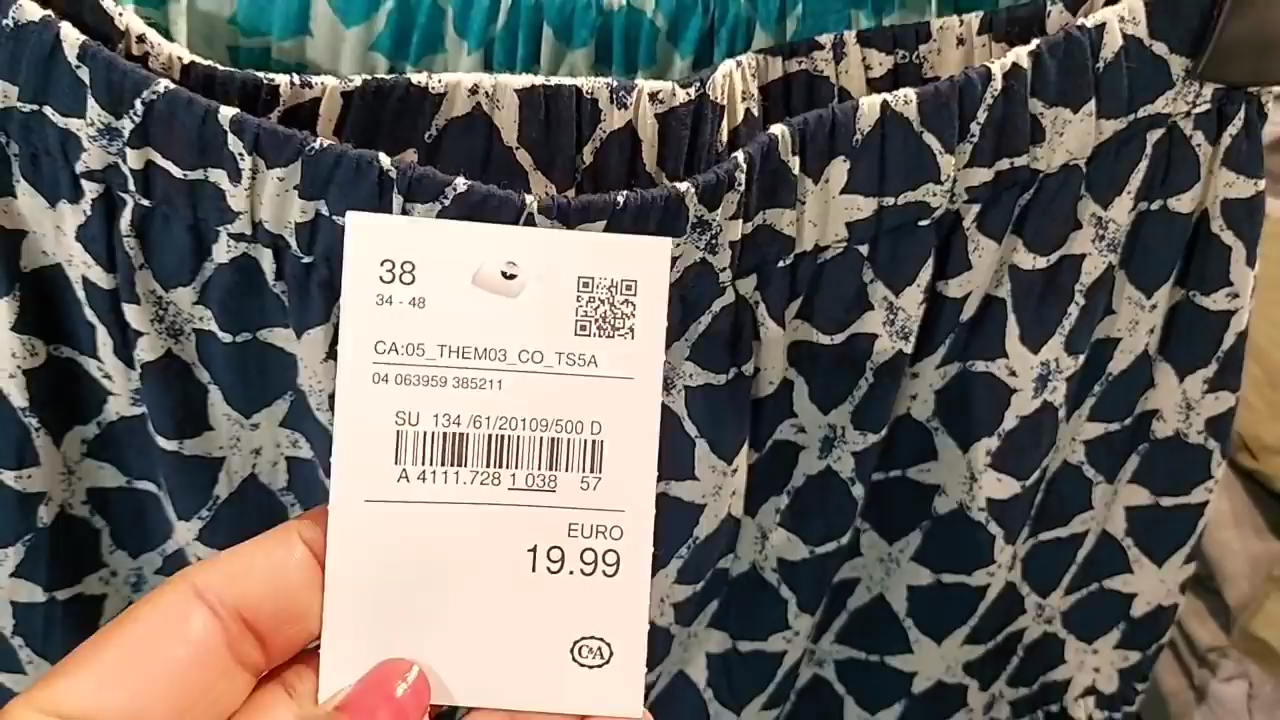 38
34 - 48
CA:05_THEM03_CO_TS5A
04 063959 385211
SU 134 /61/20109/500 D
A 4111.728 1 038 57
EURO
19.99
C&A